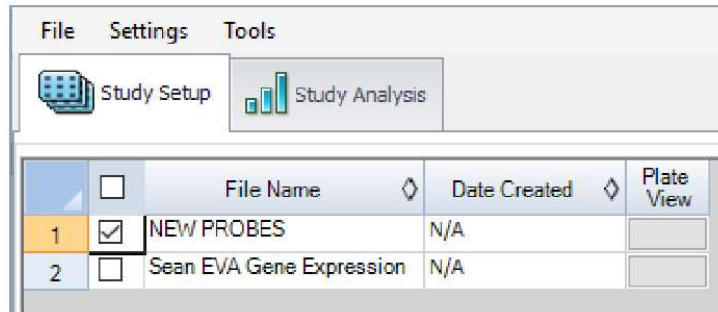 File Settings Tools
Study Setup Study Analysis
File Name Date Created Plate View
1 NEW PROBES N/A
2 Sean EVA Gene Expression N/A